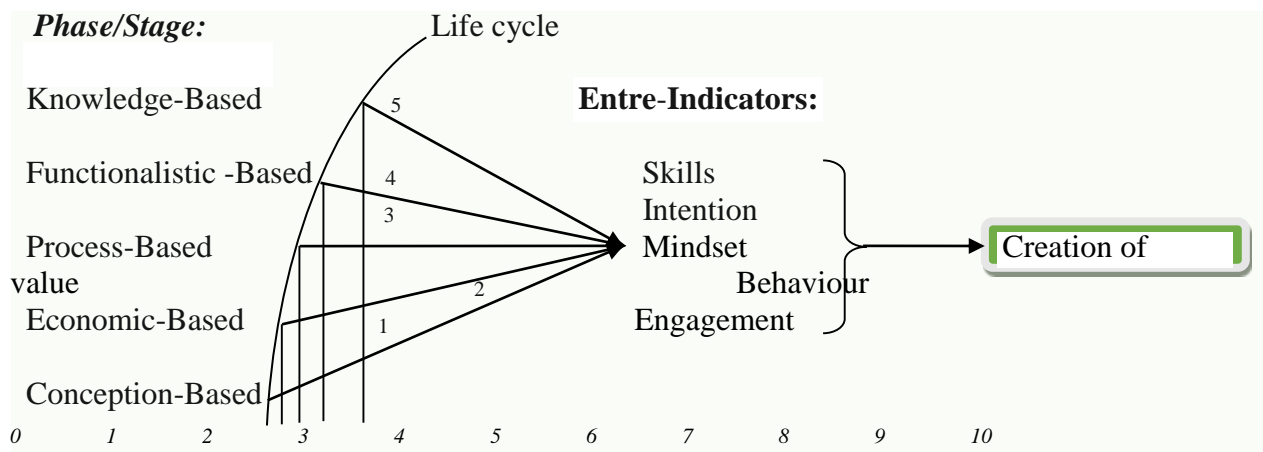 Phase/Stage: Life cycle
Knowledge-Based 5 Entre-Indicators:
Functionalistic -Based 4 Skills
3 Intention
Process-Based Mindset Creation of
value 2 Behaviour
Economic-Based 1 Engagement
Conception-Based
0 1 2 3 4 5 6 7 8 9 10